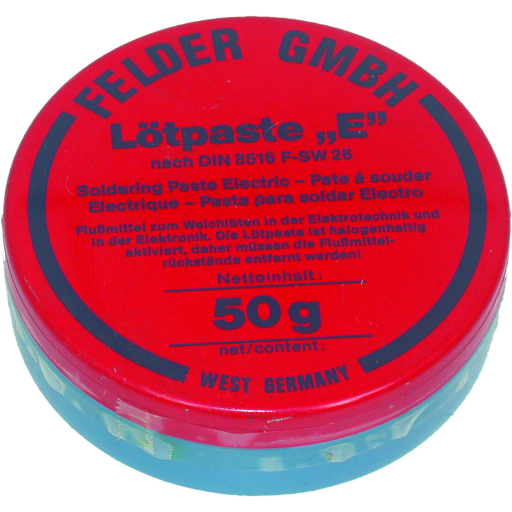 FELDER GMBH
Lötpaste „E”
nach DIN 8516 F-SW 26
Soldering Paste Electric – Pate á souder
Electrique – Pasta para soldar Electro
Flußmittel zum Weichlöten in der Elektrotechnik und
in der Elektronik. Die Lötpaste ist halogenhaltig
aktiviert, daher müssen die Flußmittel-
rückstände entfernt werden!
Nettoinhalt:
50g
net/content:
WEST GERMANY